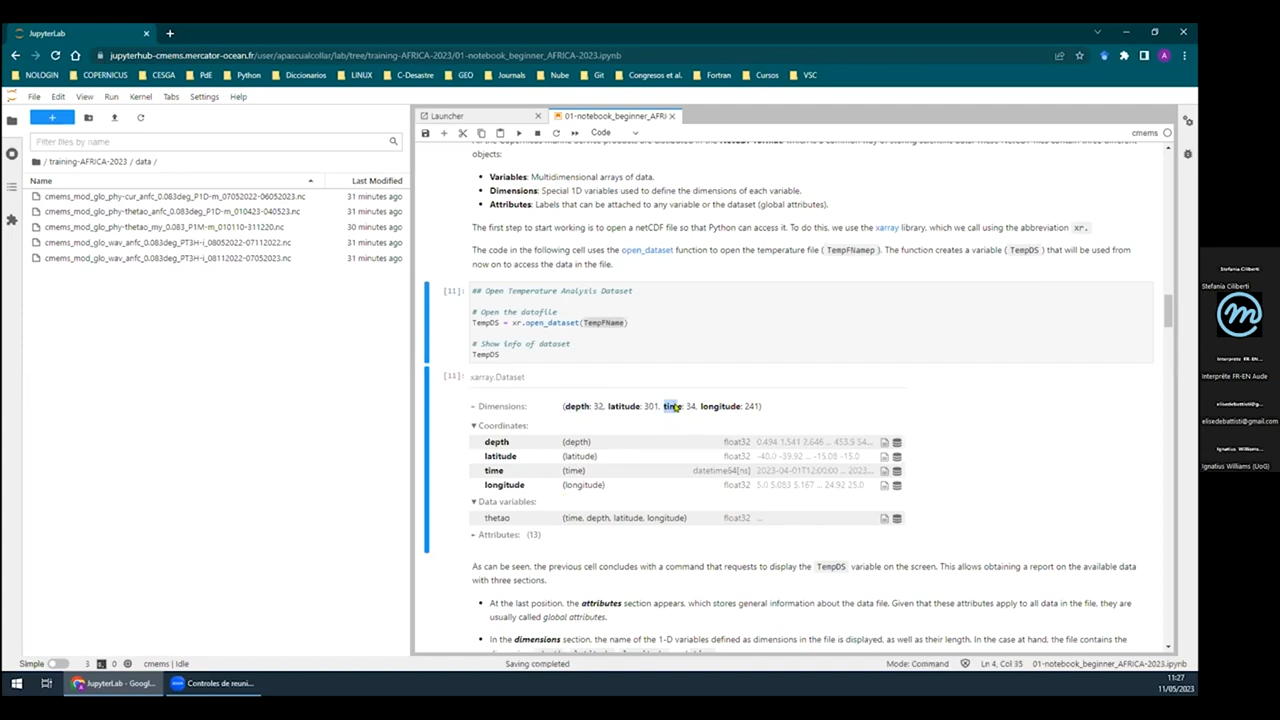 JupyterLab
jupyterhub-cmems.mercator-ocean.fr/user/apascualcollar/lab/tree/training-AFRICA-2023/01-notebook_beginner_AFRICA-2023.ipynb
A
NOLOGIN COPERNICUS CESGA PdE Python Diccionarios LINUX C-Desastre GEO Journals Nube Git Congresos et al. Fortran Cursos VSC
File Edit View Run Kernel Tabs Settings Help
Launcher
01-notebook_beginner_AFRI
Code
cmems
Filter files by name
/ training-AFRICA-2023 / data /
Name Last Modified
cmems_mod_glo_phy-cur_anfc_0.083deg_P1D-m_07052022-06052023.nc 31 minutes ago
cmems_mod_glo_phy-thetao_anfc_0.083deg_P1D-m_010423-040523.nc 31 minutes ago
cmems_mod_glo_phy-thetao_my_0.083_P1M-m_010110-311220.nc 30 minutes ago
cmems_mod_glo_wav_anfc_0.083deg_PT3H-i_08052022-07112022.nc 31 minutes ago
cmems_mod_glo_wav_anfc_0.083deg_PT3H-i_08112022-07052023.nc 31 minutes ago
objects:
Variables: Multidimensional arrays of data.
Dimensions: Special 1D variables used to define the dimensions of each variable.
Attributes: Labels that can be attached to any variable or the dataset (global attributes).
The first step to start working is to open a netCDF file so that Python can access it. To do this, we use the xarray library, which we call using the abbreviation xr.
The code in the following cell uses the open_dataset function to open the temperature file ( TempFNamep ). The function creates a variable ( TempDS ) that will be used from
now on to access the data in the file.
[11]: ## Open Temperature Analysis Dataset
# Open the datafile
TempDS = xr.open_dataset(TempFName)
# Show info of dataset
TempDS
[11]: xarray.Dataset
Dimensions: (depth: 32, latitude: 301, time: 34, longitude: 241)
Coordinates:
depth (depth) float32 0.494 1.541 2.646 ... 453.9 54...
latitude (latitude) float32 -40.0 -39.92 ... -15.08 -15.0
time (time) datetime64[ns] 2023-04-01T12:00:00 ... 2023...
longitude (longitude) float32 5.0 5.083 5.167 ... 24.92 25.0
Data variables:
thetao (time, depth, latitude, longitude) float32 ...
Attributes: (13)
As can be seen, the previous cell concludes with a command that requests to display the TempDS variable on the screen. This allows obtaining a report on the available data
with three sections.
At the last position, the attributes section appears, which stores general information about the data file. Given that these attributes apply to all data in the file, they are
usually called global attributes.
In the dimensions section, the name of the 1-D variables defined as dimensions in the file is displayed, as well as their length. In the case at hand, the file contains the
Simple 3 0 cmems | Idle Saving completed Mode: Command Ln 4, Col 35 01-notebook_beginner_AFRICA-2023.ipynb
JupyterLab - Googl... Controles de reuni...
11:27
11/05/2023
Stefania Ciliberti
Stefania Ciliberti
Interprète FR-EN
Interprète FR-EN Aude
elisedebattisti@g...
elisedebattisti@gmail.com
Ignatius Williams
Ignatius Williams (UoG)